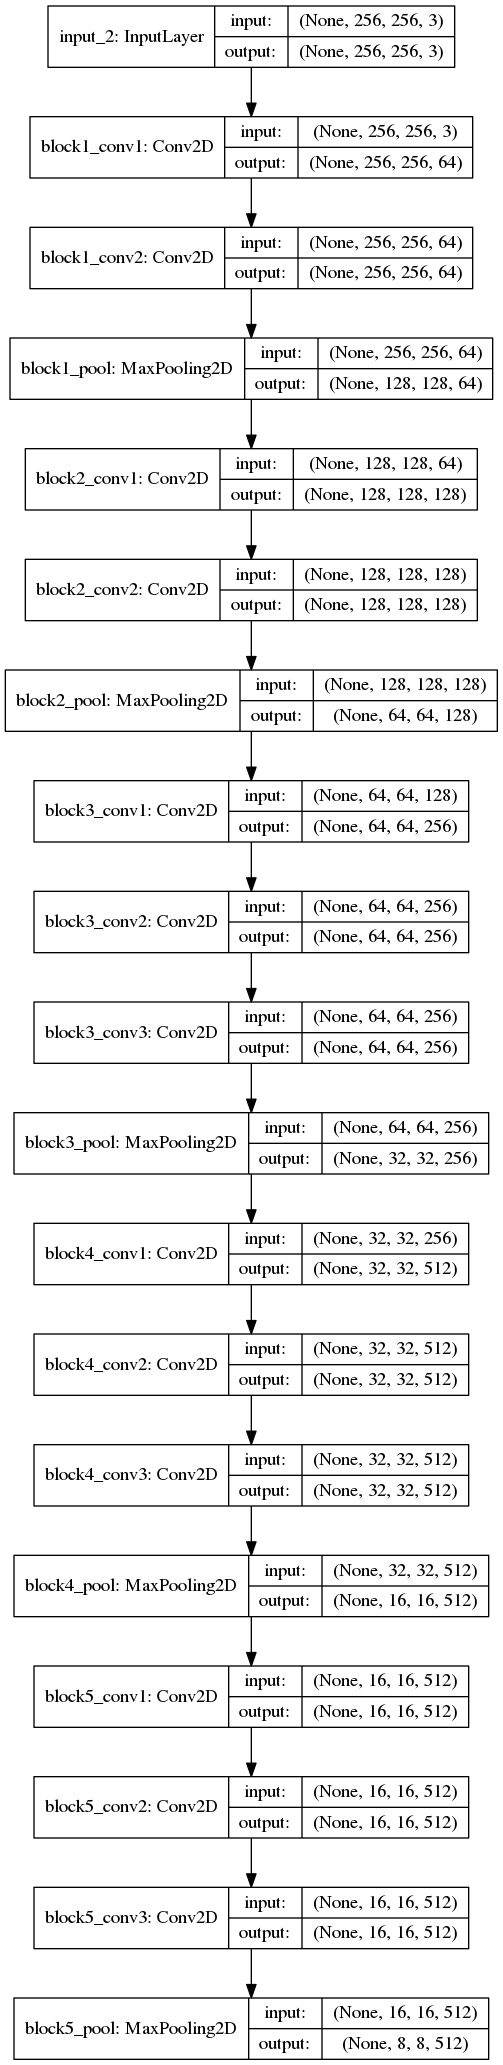 input_2: InputLayer
input: (None, 256, 256, 3)
output: (None, 256, 256, 3)
block1_conv1: Conv2D
input: (None, 256, 256, 3)
output: (None, 256, 256, 64)
block1_conv2: Conv2D
input: (None, 256, 256, 64)
output: (None, 256, 256, 64)
block1_pool: MaxPooling2D
input: (None, 256, 256, 64)
output: (None, 128, 128, 64)
block2_conv1: Conv2D
input: (None, 128, 128, 64)
output: (None, 128, 128, 128)
block2_conv2: Conv2D
input: (None, 128, 128, 128)
output: (None, 128, 128, 128)
block2_pool: MaxPooling2D
input: (None, 128, 128, 128)
output: (None, 64, 64, 128)
block3_conv1: Conv2D
input: (None, 64, 64, 128)
output: (None, 64, 64, 256)
block3_conv2: Conv2D
input: (None, 64, 64, 256)
output: (None, 64, 64, 256)
block3_conv3: Conv2D
input: (None, 64, 64, 256)
output: (None, 64, 64, 256)
block3_pool: MaxPooling2D
input: (None, 64, 64, 256)
output: (None, 32, 32, 256)
block4_conv1: Conv2D
input: (None, 32, 32, 256)
output: (None, 32, 32, 512)
block4_conv2: Conv2D
input: (None, 32, 32, 512)
output: (None, 32, 32, 512)
block4_conv3: Conv2D
input: (None, 32, 32, 512)
output: (None, 32, 32, 512)
block4_pool: MaxPooling2D
input: (None, 32, 32, 512)
output: (None, 16, 16, 512)
block5_conv1: Conv2D
input: (None, 16, 16, 512)
output: (None, 16, 16, 512)
block5_conv2: Conv2D
input: (None, 16, 16, 512)
output: (None, 16, 16, 512)
block5_conv3: Conv2D
input: (None, 16, 16, 512)
output: (None, 16, 16, 512)
block5_pool: MaxPooling2D
input: (None, 16, 16, 512)
output: (None, 8, 8, 512)